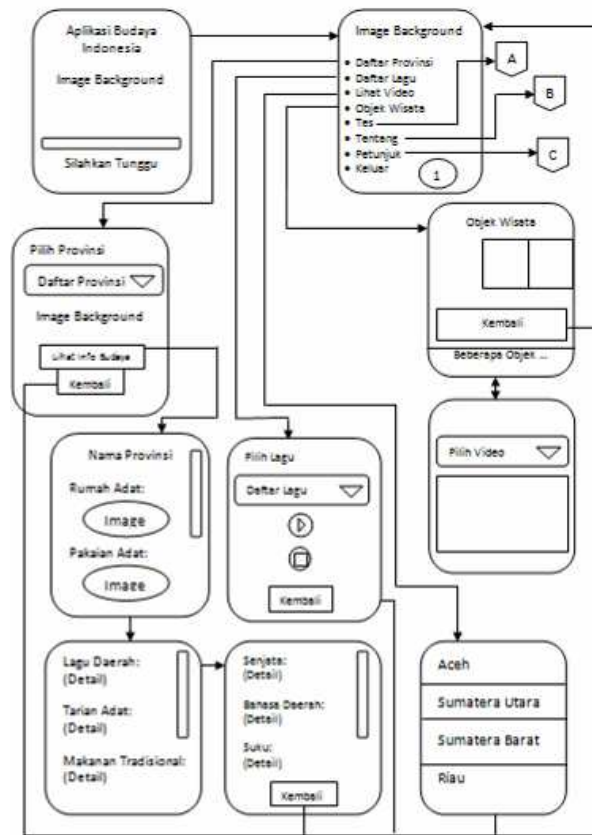 Aplikasi Budaya
Indonesia
Image Background
Silahkan Tunggu
Image Background
• Daftar Provinsi
• Daftar Lagu
• Lihat Video
• Objek Wisata
• Tes
• Tentang
• Petunjuk
• Keluar
1
A
B
C
Pilih Provinsi
Daftar Provinsi
Image Background
Lihat Info Budaya
Kembali
Objek Wisata
Kembali
Beberapa Objek ...
Pilih Video
Nama Provinsi
Rumah Adat:
Image
Pakaian Adat:
Image
Pilih Lagu
Daftar Lagu
Kembali
Lagu Daerah:
(Detail)
Tarian Adat:
(Detail)
Makanan Tradisional:
(Detail)
Senjata:
(Detail)
Bahasa Daerah:
(Detail)
Suku:
(Detail)
Kembali
Aceh
Sumatera Utara
Sumatera Barat
Riau